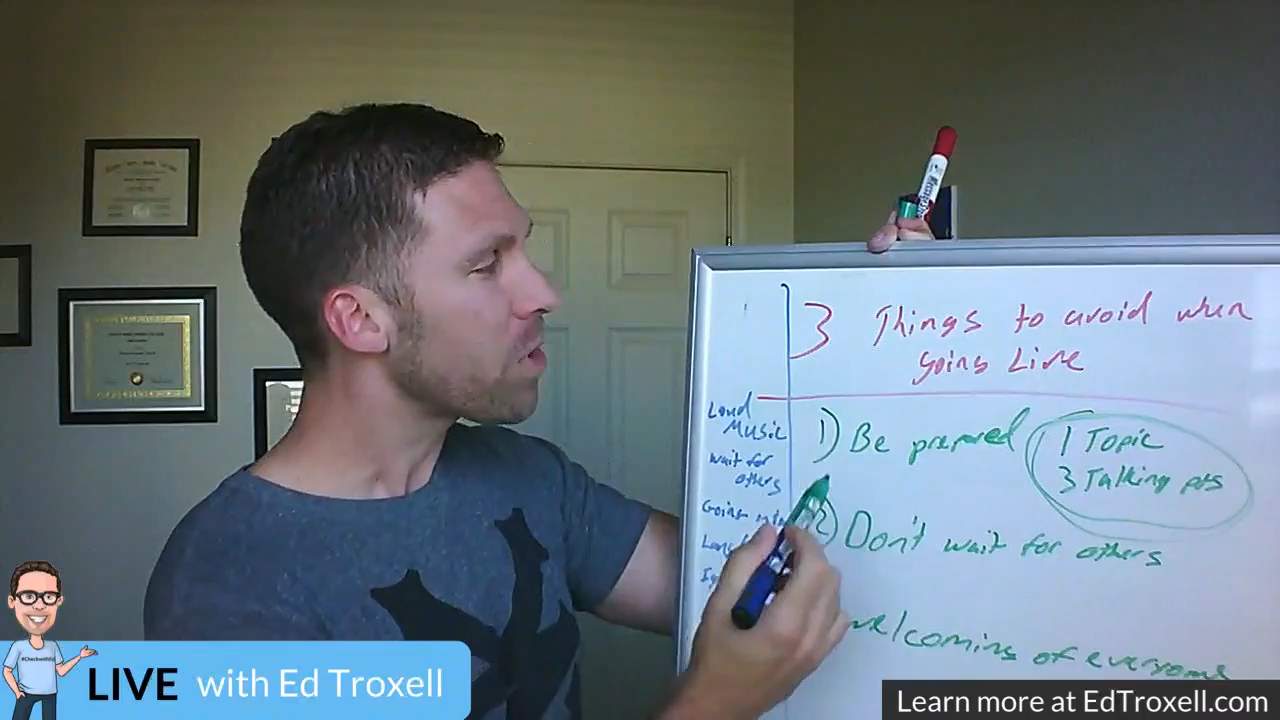 3 Things to avoid when
going Live
Loud
Music
wait for
others
Going
1) Be prepared
1 Topic
3 Talking pts
2) Don't wait for others
welcoming of everyone
#CheckwithEd
LIVE with Ed Troxell
Learn more at EdTroxell.com